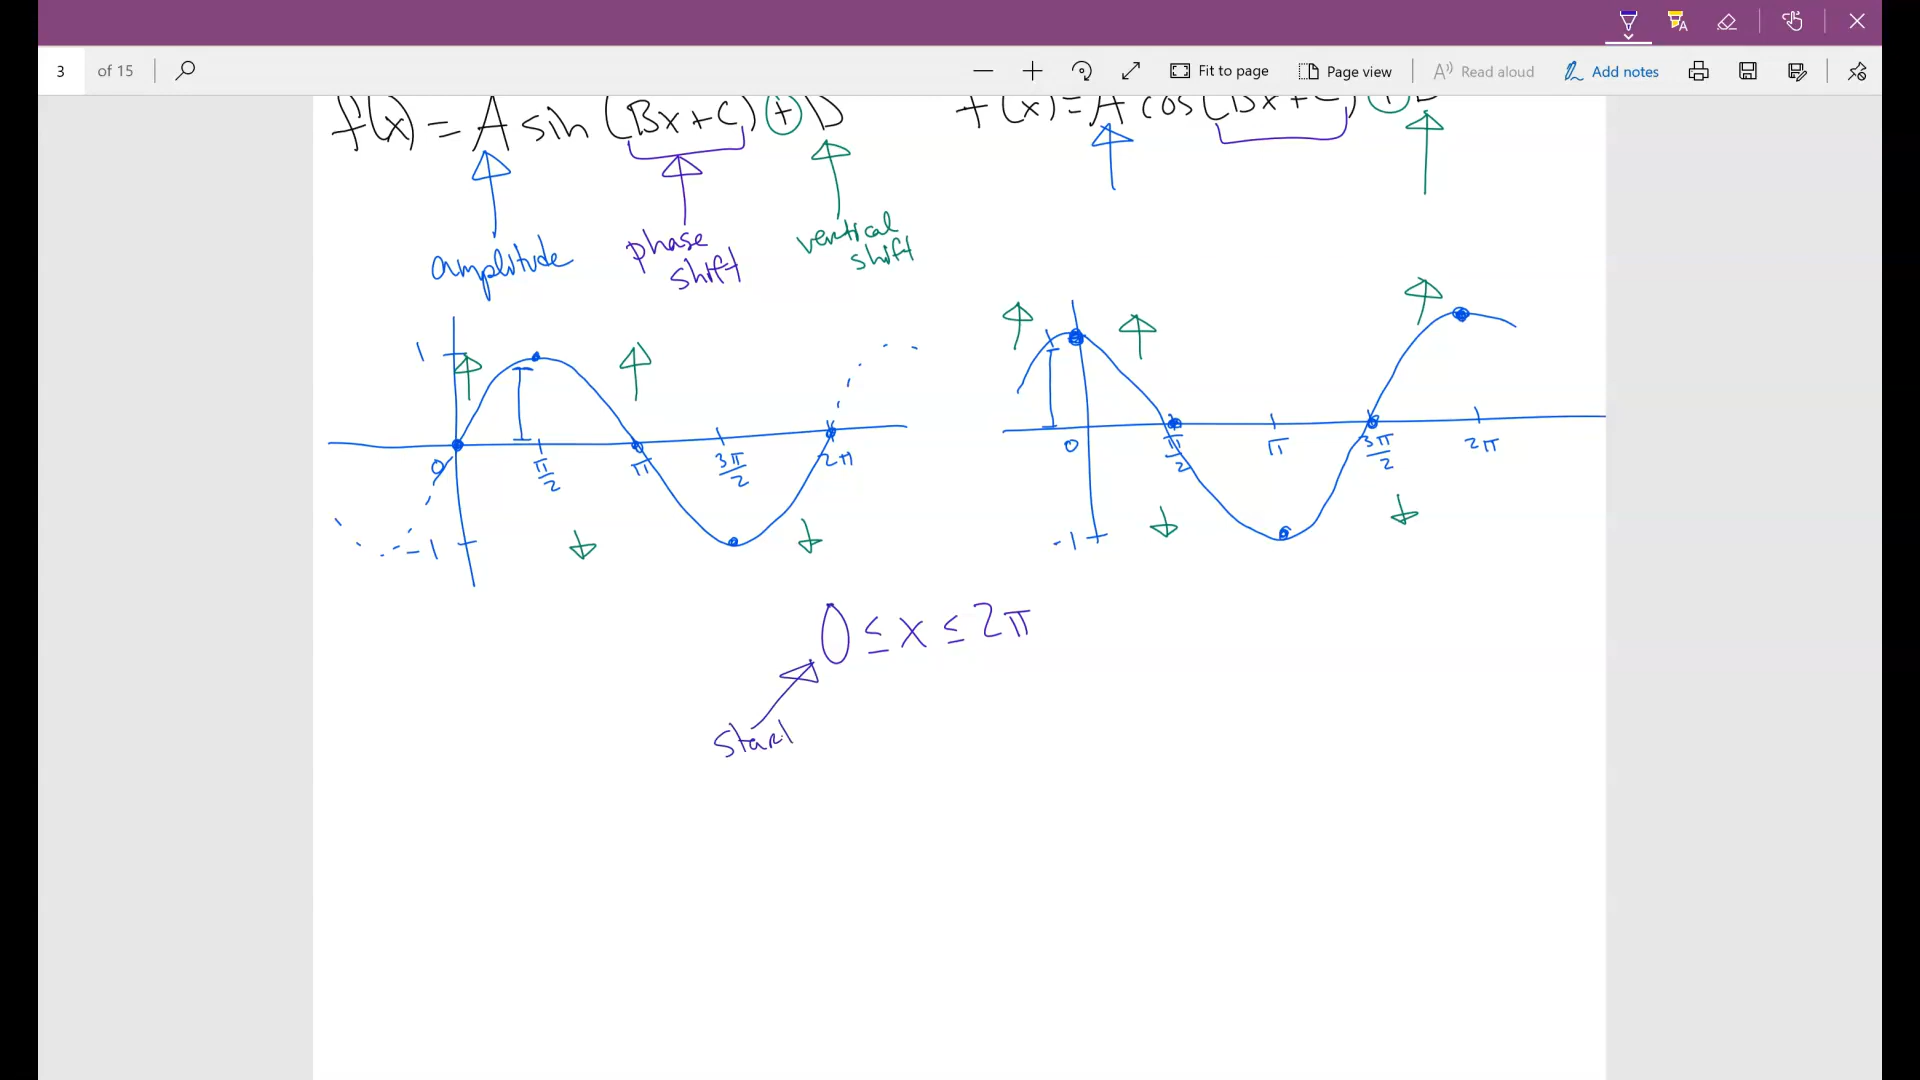 3 of 15 Fit to page Page view Read aloud Add notes
f(x) = A sin (Bx+C) + D
f(x) = A cos (Bx+C) + D
amplitude
phase shift
vertical shift
1
0 π/2 π 3π/2 2π
-1
0 π/2 π 3π/2 2π
-1
0 ≤ x ≤ 2π
start